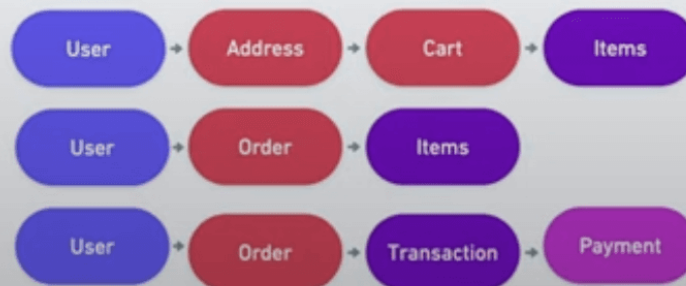 User Address Cart Items
User Order Items
User Order Transaction Payment